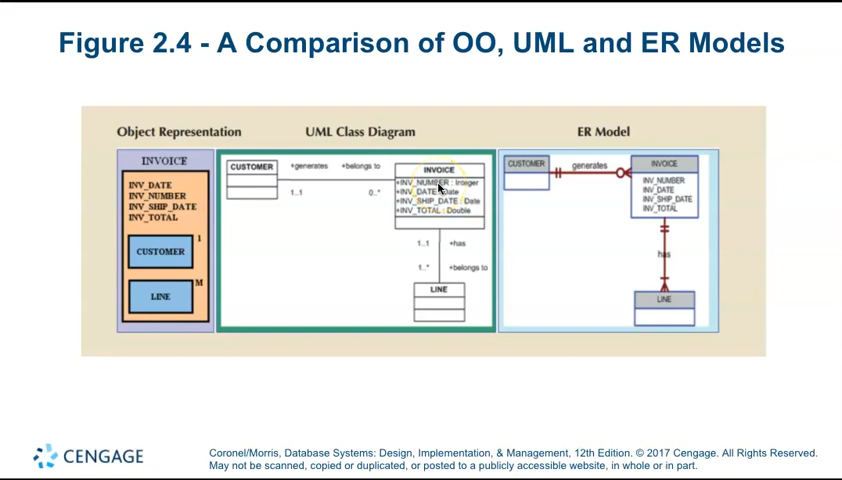 Figure 2.4 - A Comparison of OO, UML and ER Models
Object Representation
UML Class Diagram
ER Model
INVOICE
INV_DATE
INV_NUMBER
INV_SHIP_DATE
INV_TOTAL
1
CUSTOMER
M
LINE
CUSTOMER
+generates
+belongs to
1..1
0..*
INVOICE
+INV_NUMBER : Integer
+INV_DATE : Date
+INV_SHIP_DATE : Date
+INV_TOTAL : Double
1..1
+has
1..*
+belongs to
LINE
CUSTOMER
generates
INVOICE
INV_NUMBER
INV_DATE
INV_SHIP_DATE
INV_TOTAL
has
LINE
CENGAGE
Coronel/Morris, Database Systems: Design, Implementation, & Management, 12th Edition. © 2017 Cengage. All Rights Reserved.
May not be scanned, copied or duplicated, or posted to a publicly accessible website, in whole or in part.